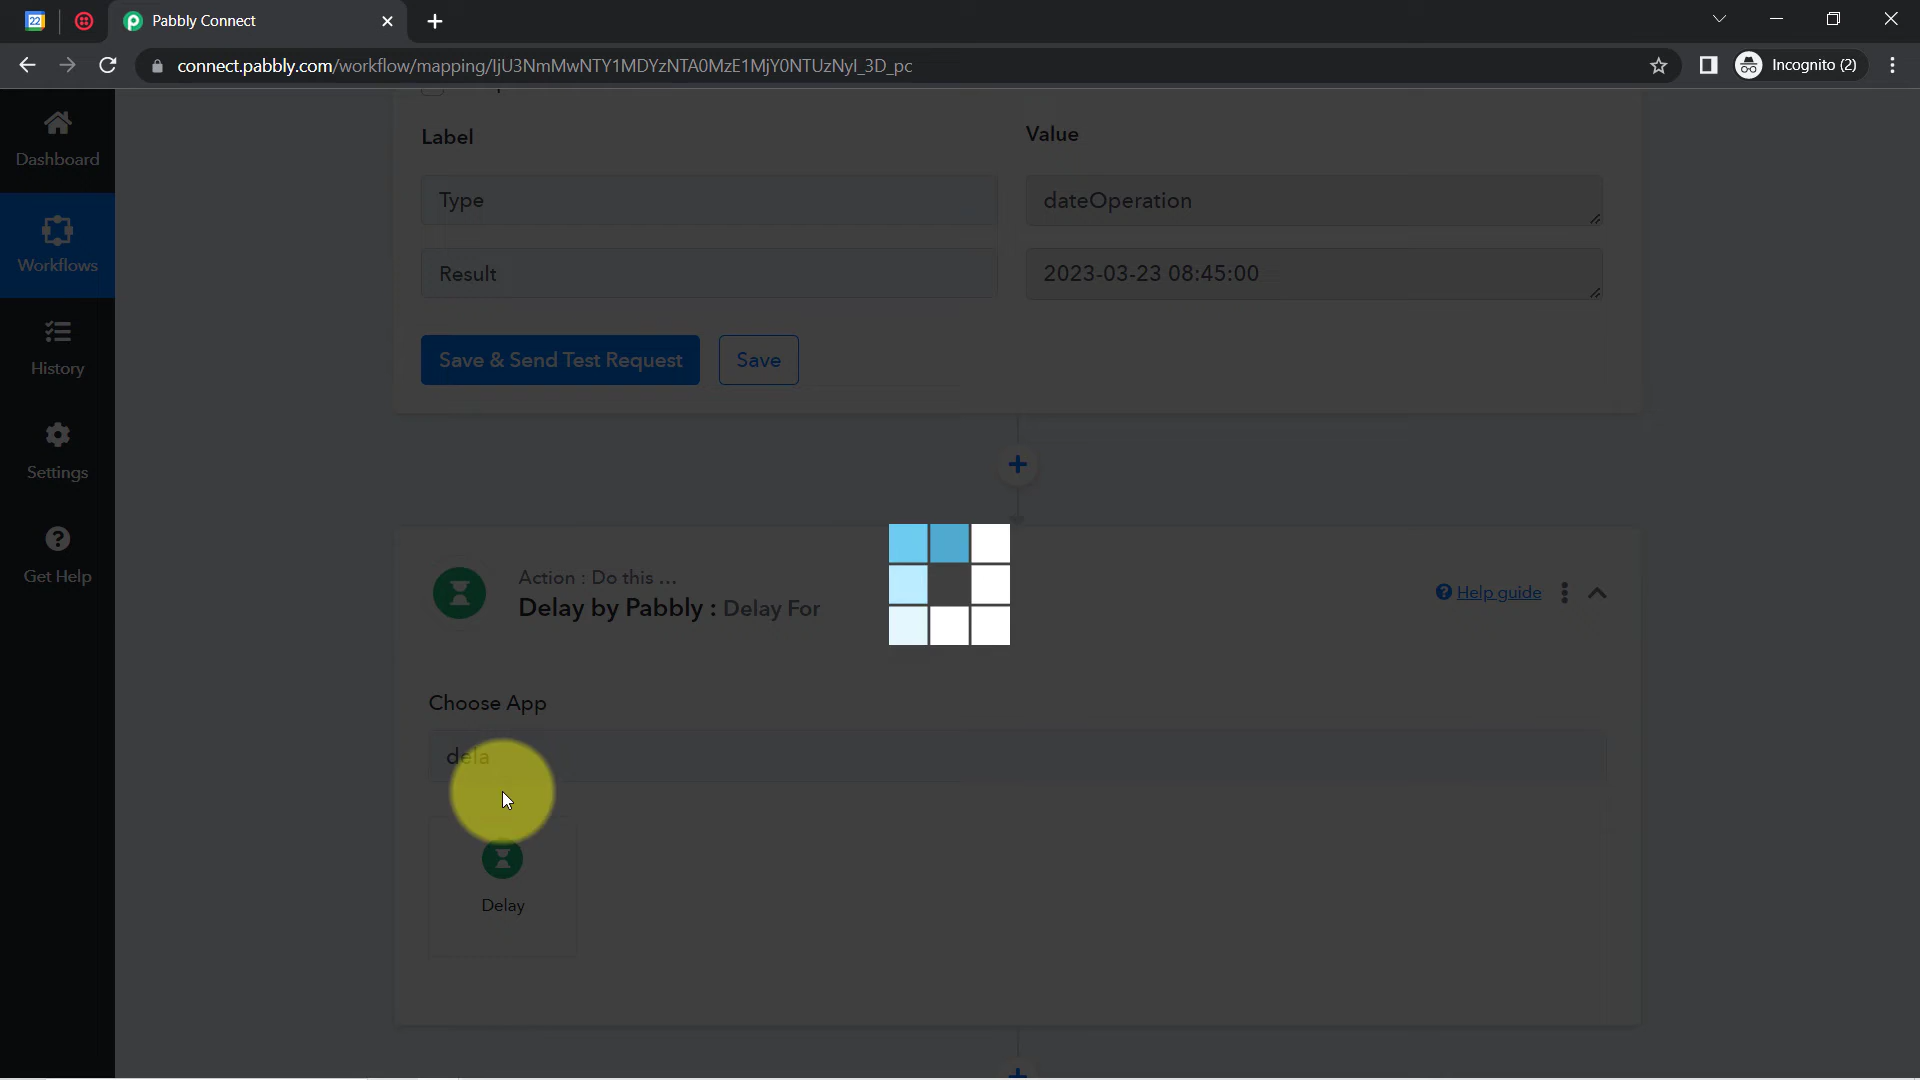 22
Pabbly Connect
connect.pabbly.com/workflow/mapping/IjU3NmMwNTY1MDYzNTA0MzE1MjY0NTUzNyI_3D_pc
Incognito (2)
Dashboard
Workflows
History
Settings
Get Help
Label
Value
Type
dateOperation
Result
2023-03-23 08:45:00
Save & Send Test Request
Save
Action : Do this ...
Delay by Pabbly : Delay For
Help guide
Choose App
dela
Delay